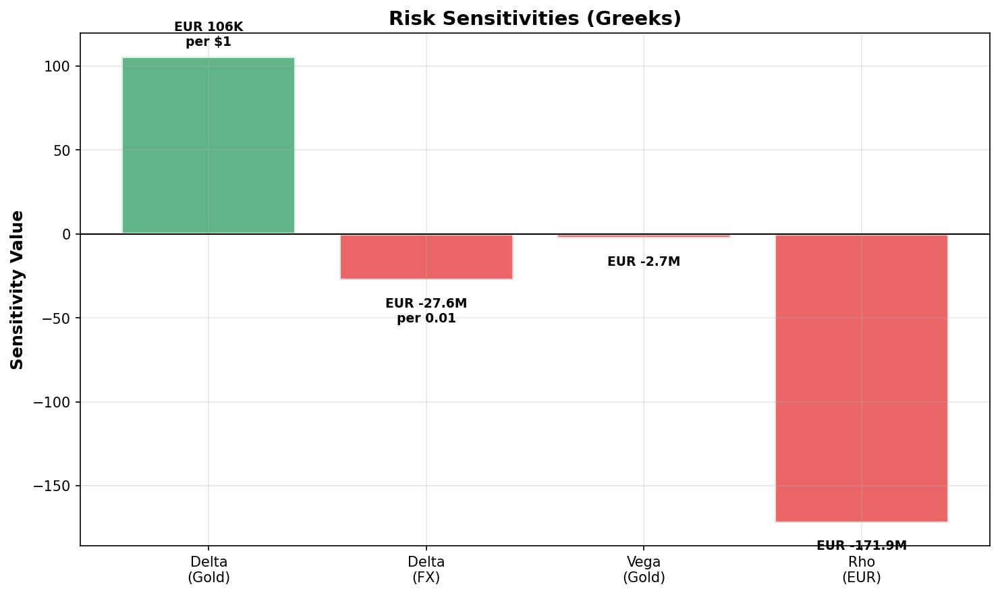 Risk Sensitivities (Greeks)
EUR 106K
per $1
Sensitivity Value
100
50
0
−50
−100
−150
EUR -27.6M
per 0.01
EUR -2.7M
EUR -171.9M
Delta
(Gold)
Delta
(FX)
Vega
(Gold)
Rho
(EUR)